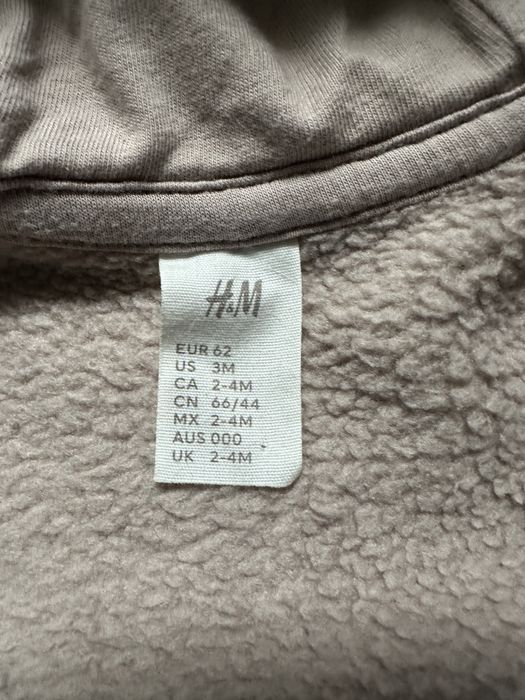 H&M
EUR 62
US 3M
CA 2-4M
CN 66/44
MX 2-4M
AUS 000
UK 2-4M